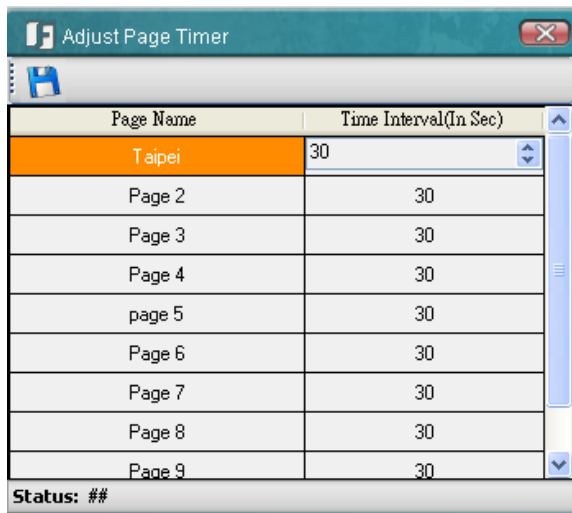 Adjust Page Timer
Page Name Time Interval(In Sec)
Taipei 30
Page 2 30
Page 3 30
Page 4 30
page 5 30
Page 6 30
Page 7 30
Page 8 30
Page 9 30
Status: ##